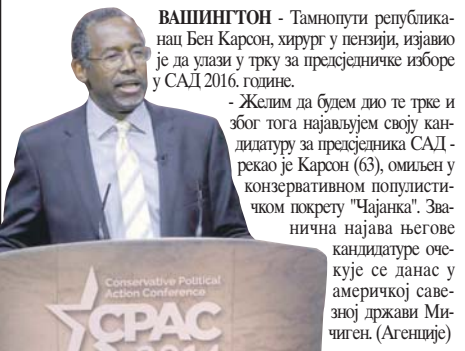 ВАШИНГТОН - Тамнопути република-
нац Бен Карсон, хирург у пензији, изјавио
је да улази у трку за предсједничке изборе
у САД 2016. године.
- Желим да будем дио те трке и
због тога најављујем своју кан-
дидатуру за предсједника САД -
рекао је Карсон (63), омиљен у
конзервативном популисти-
чком покрету "Чајанка". Зва-
нична најава његове
кандидатуре оче-
кује се данас у
америчкој саве-
зној држави Ми-
чиген. (Агенције)
Conservative Political
Action Conference
CPAC
2014